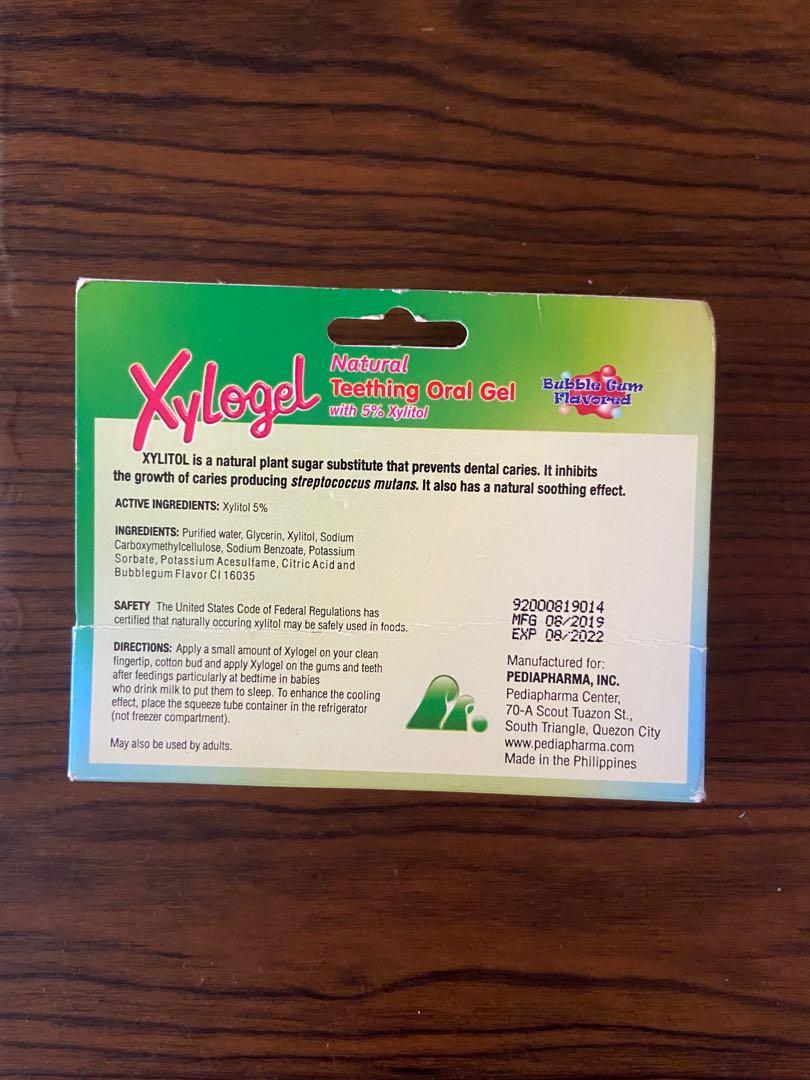 Xylogel
Natural
Teething Oral Gel
with 5% Xylitol
Bubble Gum
Flavored
XYLITOL is a natural plant sugar substitute that prevents dental caries. It inhibits
the growth of caries producing streptococcus mutans. It also has a natural soothing effect.
ACTIVE INGREDIENTS: Xylitol 5%
INGREDIENTS: Purified water, Glycerin, Xylitol, Sodium
Carboxymethylcellulose, Sodium Benzoate, Potassium
Sorbate, Potassium Acesulfame, Citric Acid and
Bubblegum Flavor CI 16035
SAFETY The United States Code of Federal Regulations has
certified that naturally occuring xylitol may be safely used in foods.
DIRECTIONS: Apply a small amount of Xylogel on your clean
fingertip, cotton bud and apply Xylogel on the gums and teeth
after feedings particularly at bedtime in babies
who drink milk to put them to sleep. To enhance the cooling
effect, place the squeeze tube container in the refrigerator
(not freezer compartment).
May also be used by adults.
92000819014
MFG 08/2019
EXP 08/2022
Manufactured for:
PEDIAPHARMA, INC.
Pediapharma Center,
70-A Scout Tuazon St.,
South Triangle, Quezon City
www.pediapharma.com
Made in the Philippines